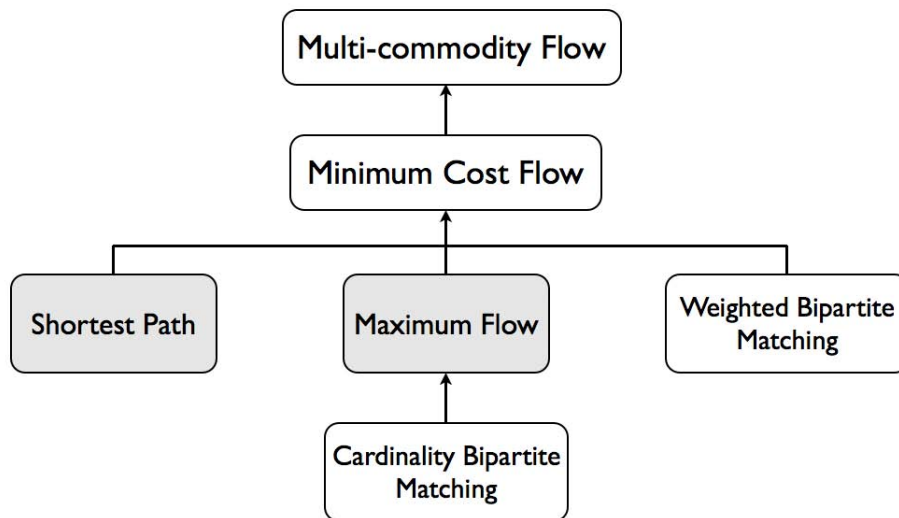 Multi-commodity Flow
Minimum Cost Flow
Shortest Path
Maximum Flow
Weighted Bipartite
Matching
Cardinality Bipartite
Matching